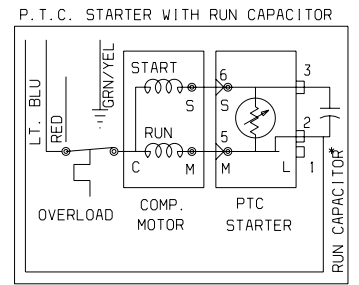 P.T.C. STARTER WITH RUN CAPACITOR
LT. BLU
RED
GRN/YEL
START
6
3
S
S
RUN
5
2
C
M
M
L
1
OVERLOAD
COMP.
MOTOR
PTC
STARTER
RUN CAPACITOR*